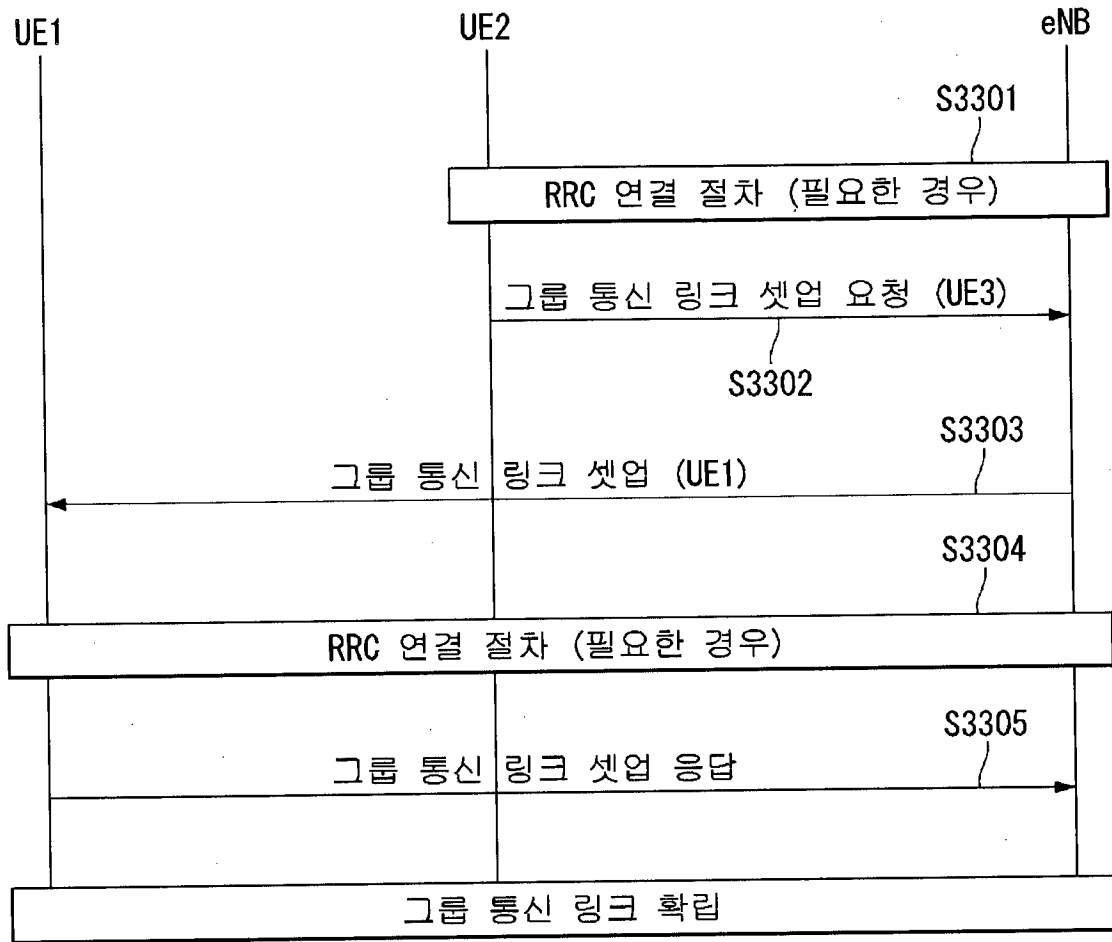 UE1
UE2
eNB
S3301
RRC 연결 절차 (필요한 경우)
그룹 통신 링크 셋업 요청 (UE3)
S3302
S3303
그룹 통신 링크 셋업 (UE1)
S3304
RRC 연결 절차 (필요한 경우)
S3305
그룹 통신 링크 셋업 응답
그룹 통신 링크 확립